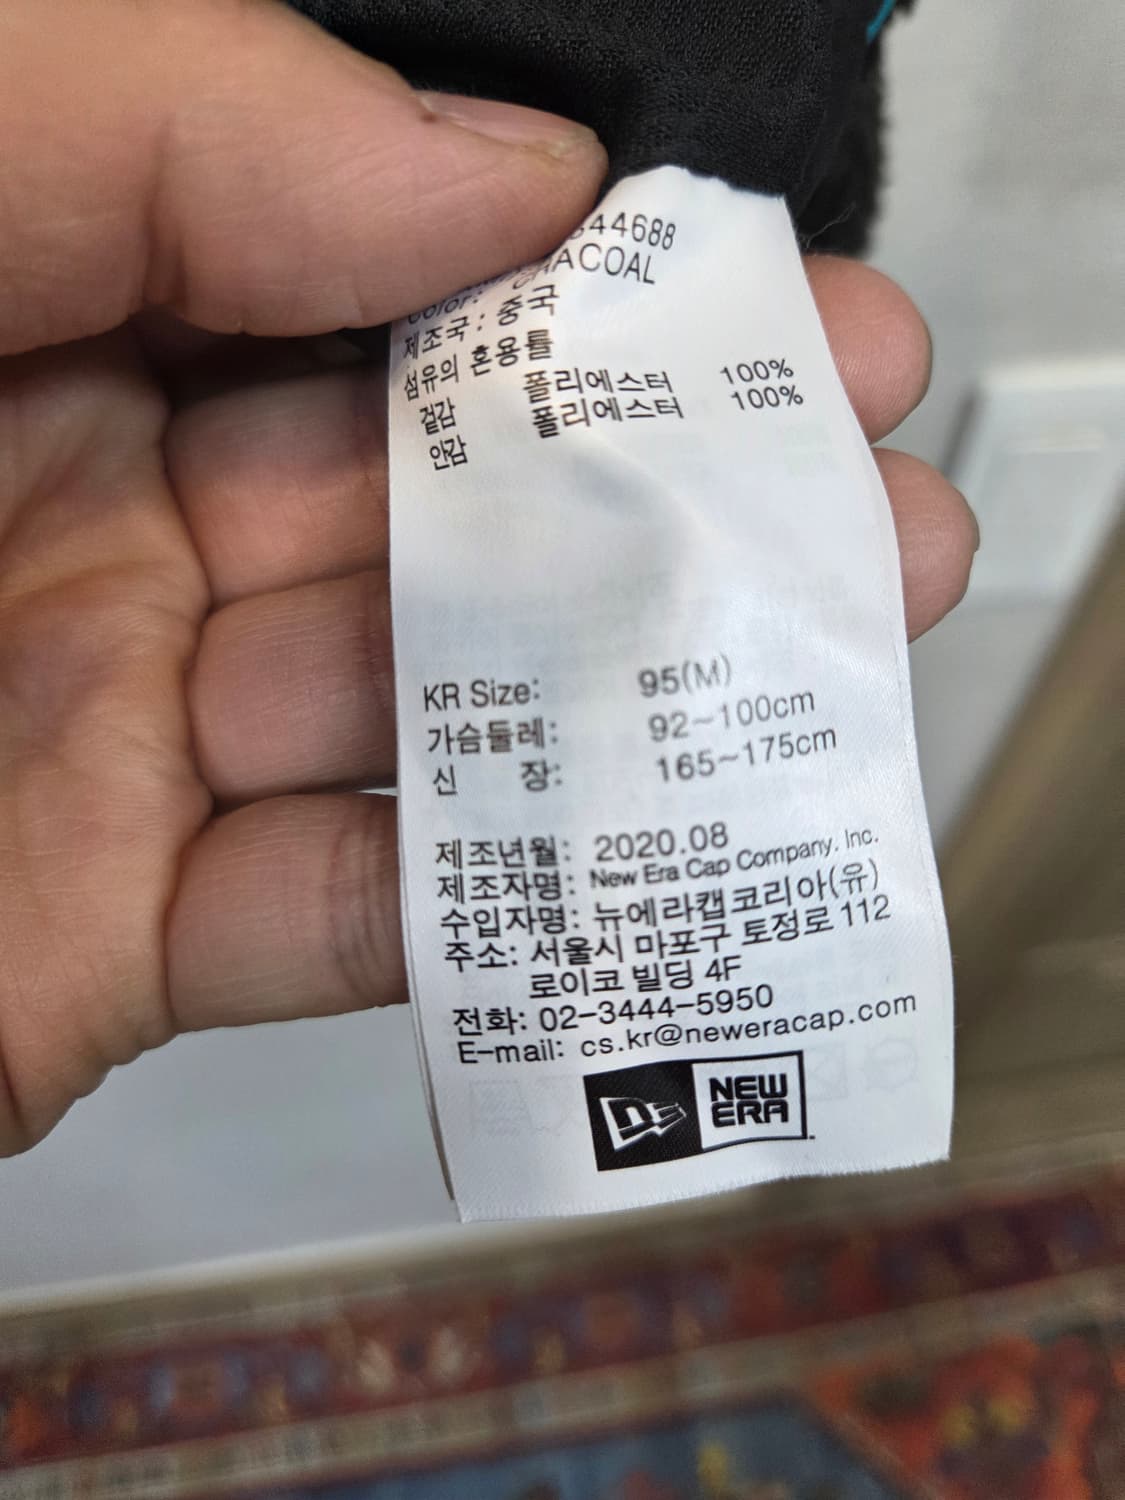 44688
Color: CHARACOAL
제조국: 중국
섬유의 혼용률
겉감 폴리에스터 100%
안감 폴리에스터 100%
KR Size: 95(M)
가슴둘레: 92~100cm
신 장: 165~175cm
제조년월: 2020.08
제조자명: New Era Cap Company, Inc.
수입자명: 뉴에라캡코리아(유)
주소: 서울시 마포구 토정로 112
로이코 빌딩 4F
전화: 02-3444-5950
E-mail: cs.kr@neweracap.com
NEW
ERA